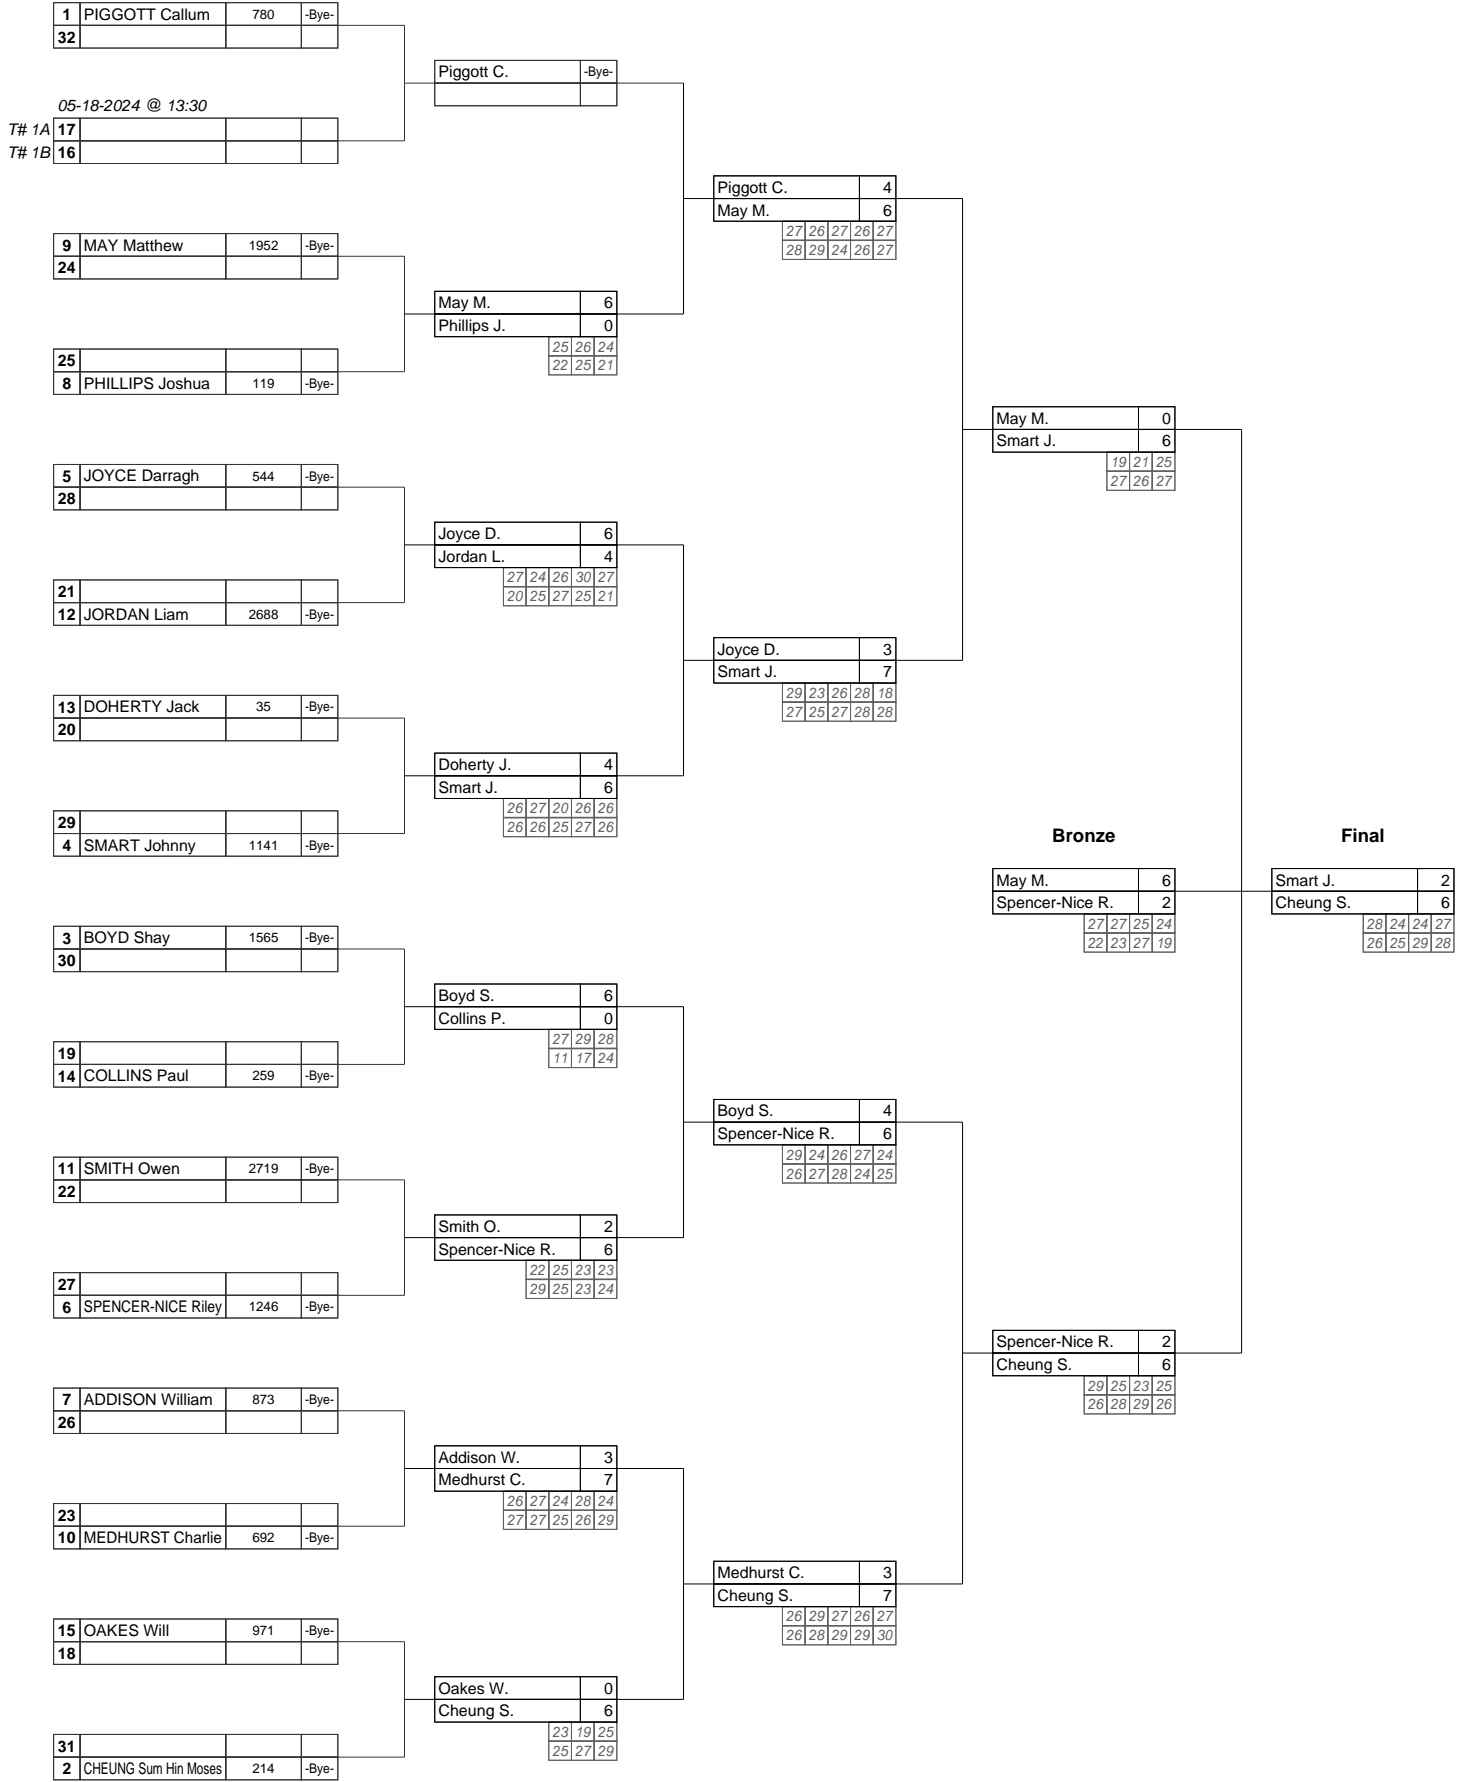 1 PIGGOTT Callum 780 -Bye-
32
05-18-2024 @ 13:30
T# 1A 17
T# 1B 16
9 MAY Matthew 1952 -Bye-
24
25
8 PHILLIPS Joshua 119 -Bye-
5 JOYCE Darragh 544 -Bye-
28
21
12 JORDAN Liam 2688 -Bye-
13 DOHERTY Jack 35 -Bye-
20
29
4 SMART Johnny 1141 -Bye-
3 BOYD Shay 1565 -Bye-
30
19
14 COLLINS Paul 259 -Bye-
11 SMITH Owen 2719 -Bye-
22
27
6 SPENCER-NICE Riley 1246 -Bye-
7 ADDISON William 873 -Bye-
26
23
10 MEDHURST Charlie 692 -Bye-
15 OAKES Will 971 -Bye-
18
31
2 CHEUNG Sum Hin Moses 214 -Bye-
Piggott C. -Bye-
May M. 6
Phillips J. 0
25 26 24
22 25 21
Joyce D. 6
Jordan L. 4
27 24 26 30 27
20 25 27 25 21
Doherty J. 4
Smart J. 6
26 27 20 26 26
26 26 25 27 26
Boyd S. 6
Collins P. 0
27 29 28
11 17 24
Smith O. 2
Spencer-Nice R. 6
22 25 23 23
29 25 23 24
Addison W. 3
Medhurst C. 7
26 27 24 28 24
27 27 25 26 29
Oakes W. 0
Cheung S. 6
23 19 25
25 27 29
Piggott C. 4
May M. 6
27 26 27 26 27
28 29 24 26 27
Joyce D. 3
Smart J. 7
29 23 26 28 18
27 25 27 28 28
Boyd S. 4
Spencer-Nice R. 6
29 24 26 27 24
26 27 28 24 25
Medhurst C. 3
Cheung S. 7
26 29 27 26 27
26 28 29 29 30
May M. 0
Smart J. 6
19 21 25
27 26 27
Bronze
May M. 6
Spencer-Nice R. 2
27 27 25 24
22 23 27 19
Spencer-Nice R. 2
Cheung S. 6
29 25 23 25
26 28 29 26
Final
Smart J. 2
Cheung S. 6
28 24 24 27
26 25 29 28